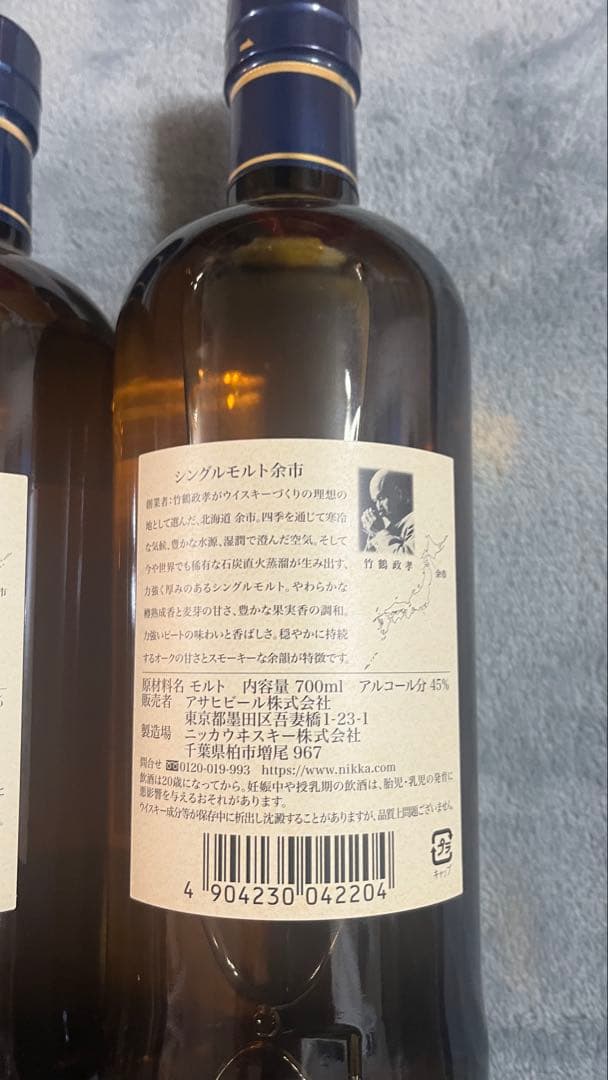 シングルモルト余市
創業者:竹鶴政孝がウイスキーづくりの理想の
地として選んだ、北海道 余市。四季を通じて寒冷
な気候、豊かな水源、湿潤で澄んだ空気。そして
今や世界でも稀有な石炭直火蒸溜が生み出す、
力強く厚みのあるシングルモルト。やわらかな
樽熟成香と麦芽の甘さ、豊かな果実香の調和。
力強いピートの味わいと香ばしさ。穏やかに持続
するオークの甘さとスモーキーな余韻が特徴です。
竹鶴政孝
余市
原材料名 モルト 内容量 700ml アルコール分 45%
販売者 アサヒビール株式会社
東京都墨田区吾妻橋1-23-1
製造場 ニッカウヰスキー株式会社
千葉県柏市増尾 967
問合せ 0120-019-993 https://www.nikka.com
飲酒は20歳になってから。妊娠中や授乳期の飲酒は、胎児・乳児の発育に
悪影響を与えるおそれがあります。
ウイスキー成分等が保存中に析出し沈澱することがありますが、品質上問題ございません。
プラ
キャップ
4 904230 042204